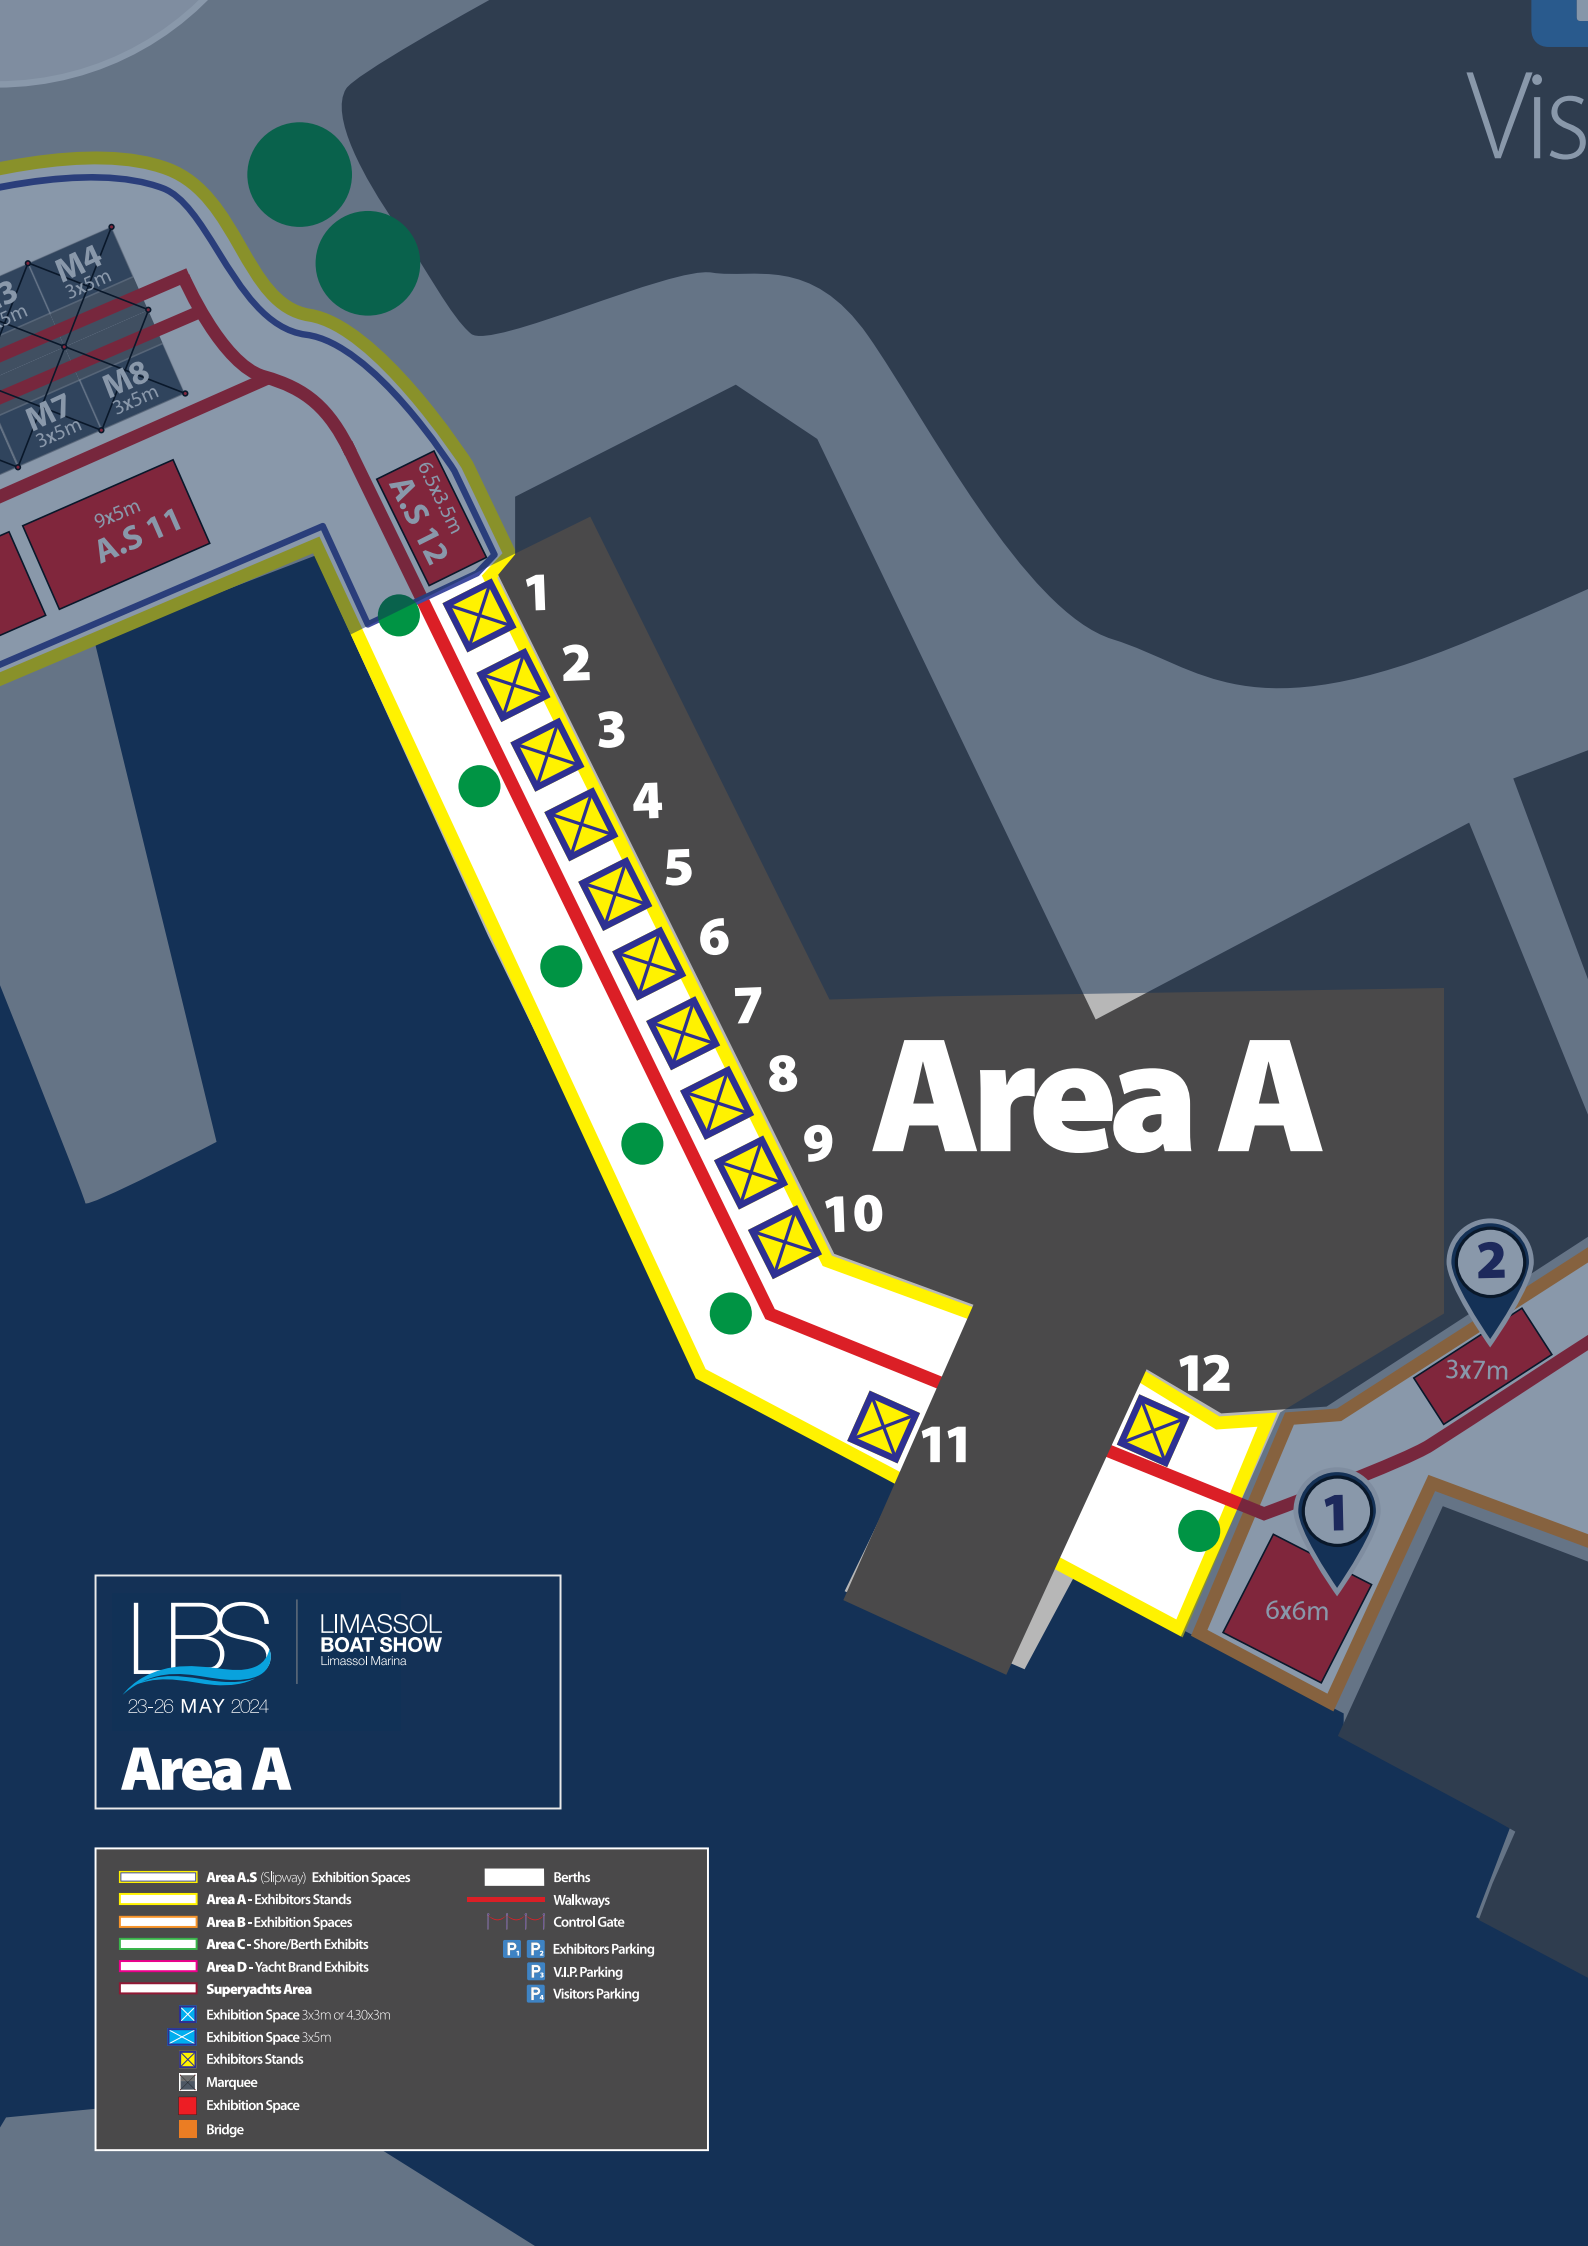 Vis
M4
3x5m
3
5m
M8
3x5m
M7
3x5m
6.5x3.5m
A.S 12
9x5m
A.S 11
1
2
3
4
5
6
7
8
9
10
Area A
2
3x7m
12
11
1
6x6m
LBS
LIMASSOL
BOAT SHOW
Limassol Marina
23-26 MAY 2024
Area A
Area A.S (Slipway) Exhibition Spaces
Area A - Exhibitors Stands
Area B - Exhibition Spaces
Area C - Shore/Berth Exhibits
Area D - Yacht Brand Exhibits
Superyachts Area
Exhibition Space 3x3m or 4.30x3m
Exhibition Space 3x5m
Exhibitors Stands
Marquee
Exhibition Space
Bridge
Berths
Walkways
Control Gate
P1 P2 Exhibitors Parking
P3 V.I.P. Parking
P4 Visitors Parking